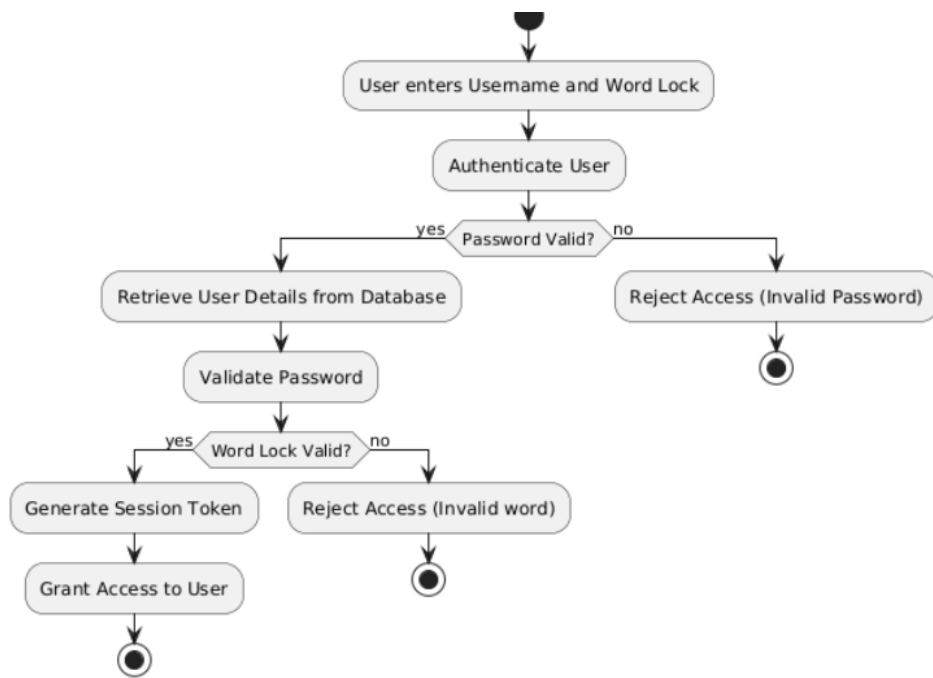 User enters Username and Word Lock
Authenticate User
yes
Password Valid?
no
Retrieve User Details from Database
Reject Access (Invalid Password)
Validate Password
yes
Word Lock Valid?
no
Generate Session Token
Reject Access (Invalid word)
Grant Access to User